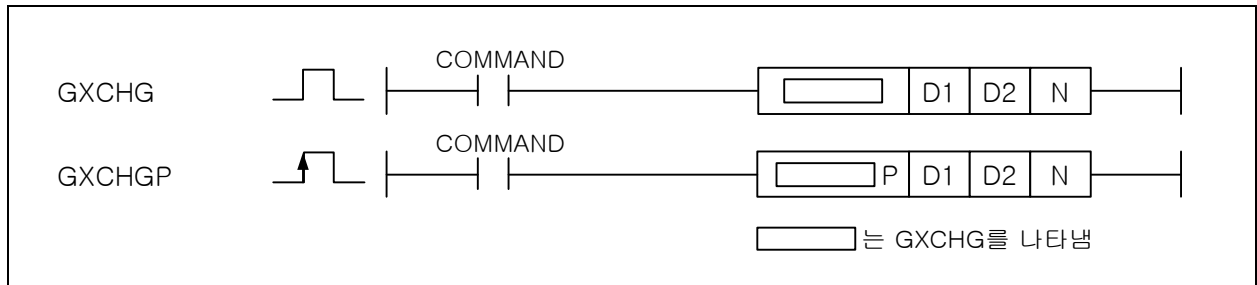 COMMAND
GXCHG D1 D2 N
COMMAND
GXCHGP P D1 D2 N
는 GXCHG를 나타냄